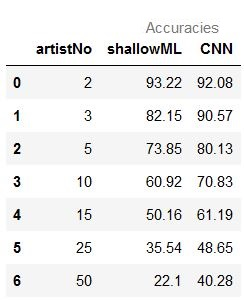 Accuracies
artistNo shallowML CNN
0 2 93.22 92.08
1 3 82.15 90.57
2 5 73.85 80.13
3 10 60.92 70.83
4 15 50.16 61.19
5 25 35.54 48.65
6 50 22.1 40.28